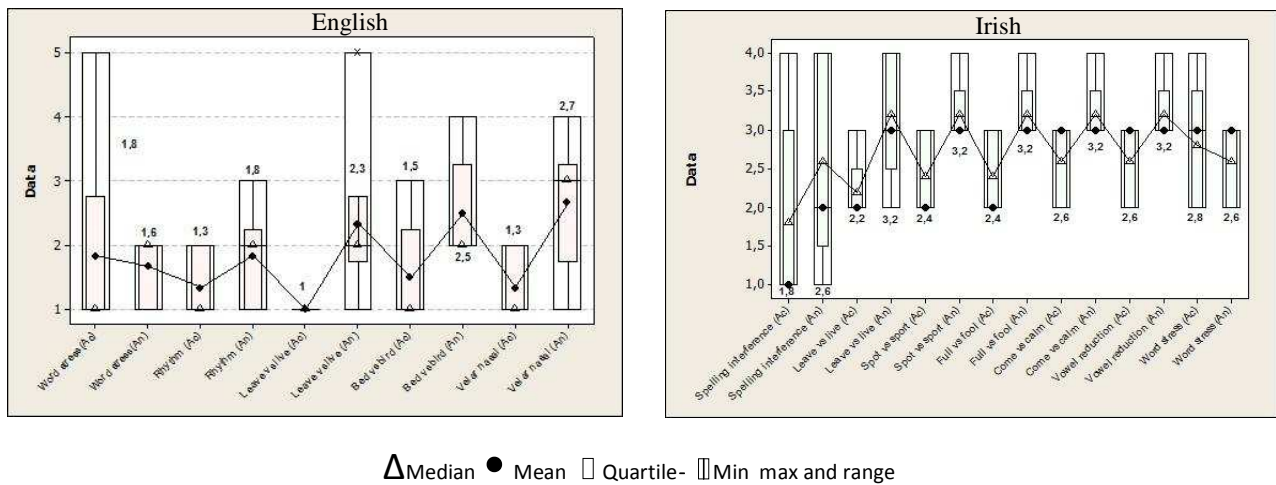 English
Data
5
4
3
2
1
1,8
1,6
1,3
1,8
1
2,3
1,5
2,5
1,3
2,7
Word stress (Ac)
Word stress (An)
Rhythm (Ac)
Rhythm (An)
Leave vs live (Ac)
Leave vs live (An)
Bed vs bird (Ac)
Bed vs bird (An)
Velar nasal (Ac)
Velar nasal (An)
Irish
Data
4,0
3,5
3,0
2,5
2,0
1,5
1,0
1,8
2,6
2,2
3,2
2,4
3,2
2,4
3,2
2,6
3,2
2,6
3,2
2,8
2,6
Spelling interference (Ac)
Spelling interference (An)
Leave vs live (Ac)
Leave vs live (An)
Spot vs sport (Ac)
Spot vs sport (An)
Full vs fool (Ac)
Full vs fool (An)
Come vs calm (Ac)
Come vs calm (An)
Vowel reduction (Ac)
Vowel reduction (An)
Word stress (Ac)
Word stress (An)
Δ Median ● Mean Quartile- Min max and range